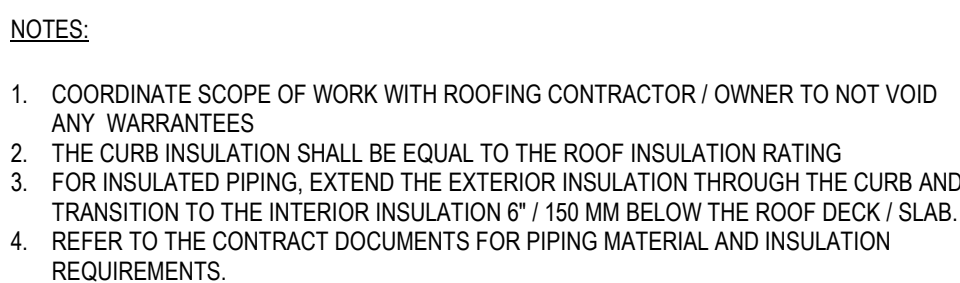 NOTES:
1. COORDINATE SCOPE OF WORK WITH ROOFING CONTRACTOR / OWNER TO NOT VOID
ANY WARRANTEES
2. THE CURB INSULATION SHALL BE EQUAL TO THE ROOF INSULATION RATING
3. FOR INSULATED PIPING, EXTEND THE EXTERIOR INSULATION THROUGH THE CURB AND
TRANSITION TO THE INTERIOR INSULATION 6" / 150 MM BELOW THE ROOF DECK / SLAB.
4. REFER TO THE CONTRACT DOCUMENTS FOR PIPING MATERIAL AND INSULATION
REQUIREMENTS.